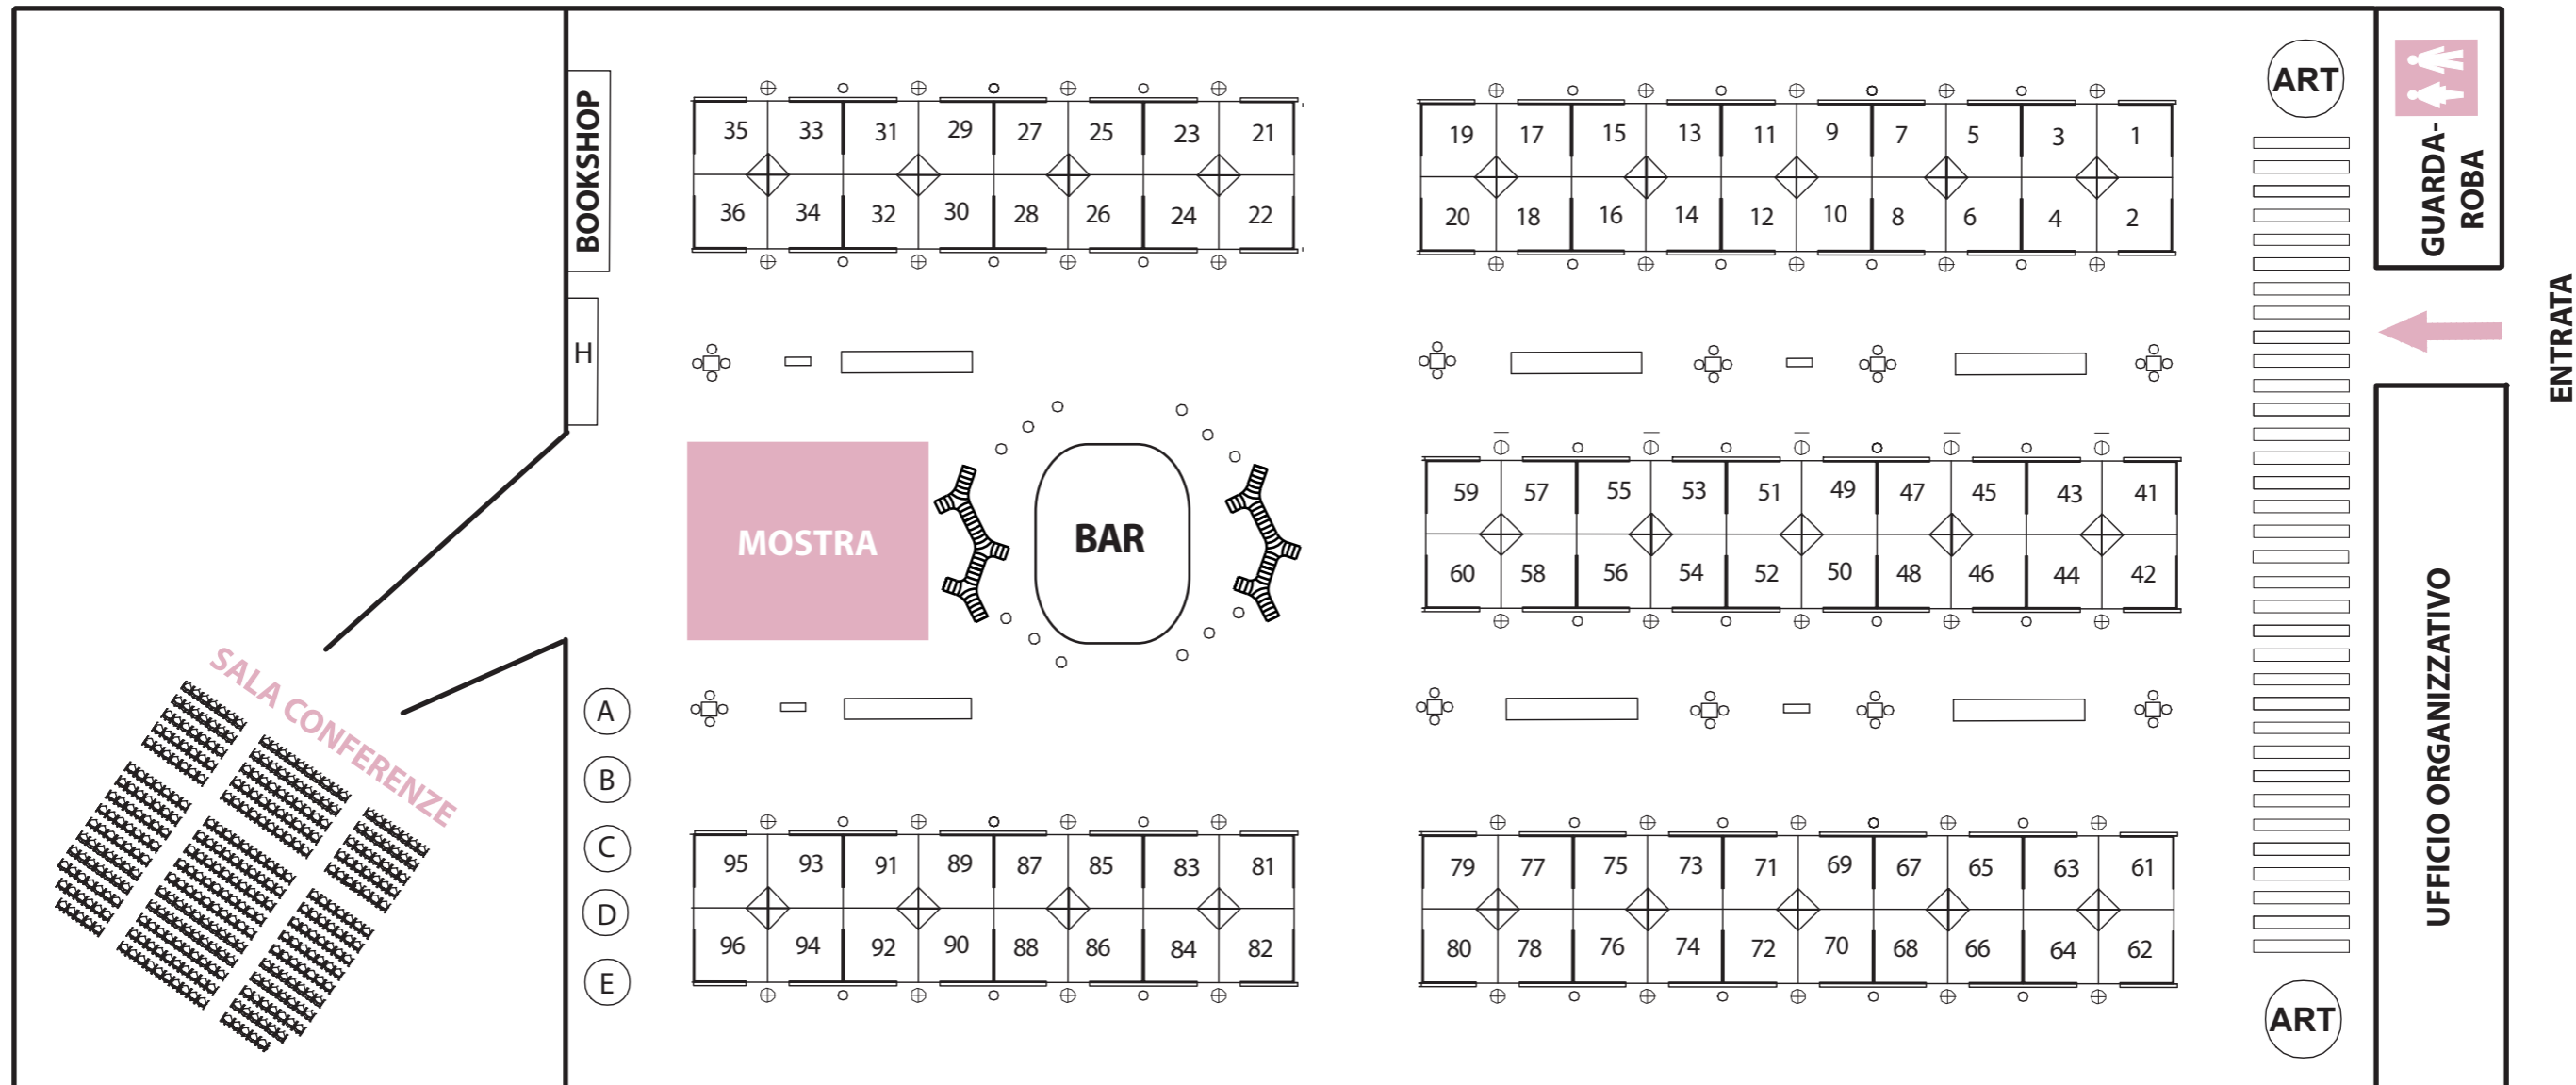 ART
GUARDA-
ROBA
BOOKSHOP
35 33 31 29 27 25 23 21
19 17 15 13 11 9 7 5 3 1
36 34 32 30 28 26 24 22
20 18 16 14 12 10 8 6 4 2
ENTRATA
H
59 57 55 53 51 49 47 45 43 41
MOSTRA
BAR
60 58 56 54 52 50 48 46 44 42
UFFICIO ORGANIZZATIVO
SALA CONFERENZE
A
B
C
D
E
95 93 91 89 87 85 83 81
79 77 75 73 71 69 67 65 63 61
96 94 92 90 88 86 84 82
80 78 76 74 72 70 68 66 64 62
ART